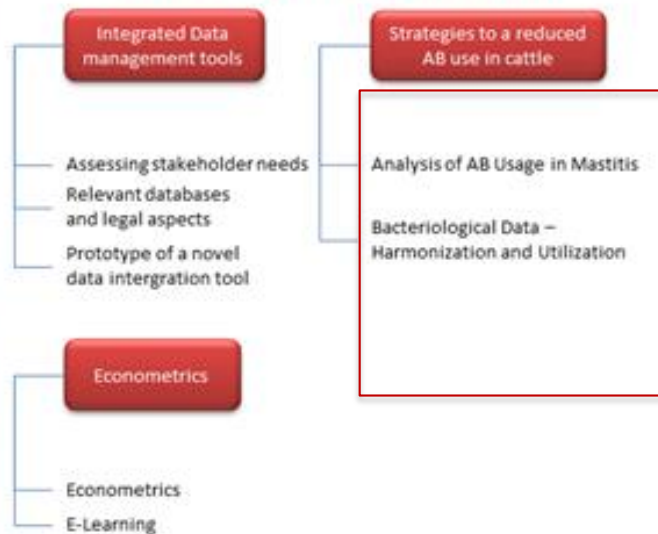 Integrated Data
management tools
Assessing stakeholder needs
Relevant databases
and legal aspects
Prototype of a novel
data intergration tool
Strategies to a reduced
AB use in cattle
Analysis of AB Usage in Mastitis
Bacteriological Data –
Harmonization and Utilization
Econometrics
Econometrics
E-Learning